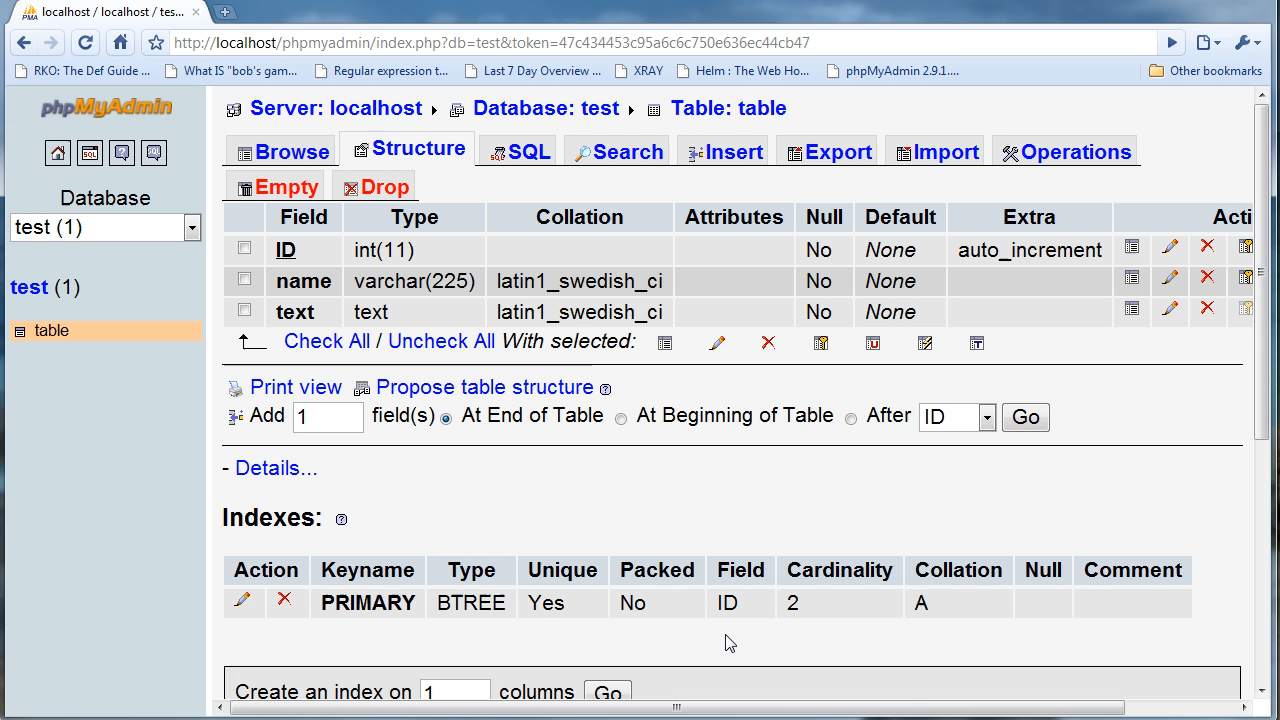 localhost / localhost / tes...
http://localhost/phpmyadmin/index.php?db=test&token=47c434453c95a6c6c750e636ec44cb47
RKO: The Def Guide ... What IS "bob's gam... Regular expression t... Last 7 Day Overview ... XRAY Helm : The Web Ho... phpMyAdmin 2.9.1.... Other bookmarks
phpMyAdmin
SQL ? SQL
Database
test (1)
test (1)
table
Server: localhost Database: test Table: table
Browse Structure SQL Search Insert Export Import Operations
Empty Drop
Field Type Collation Attributes Null Default Extra Acti
ID int(11) No None auto_increment
name varchar(225) latin1_swedish_ci No None
text text latin1_swedish_ci No None
Check All / Uncheck All With selected:
Print view Propose table structure ?
Add 1 field(s) At End of Table At Beginning of Table After ID Go
- Details...
Indexes: ?
Action Keyname Type Unique Packed Field Cardinality Collation Null Comment
PRIMARY BTREE Yes No ID 2 A
Create an index on 1 columns Go